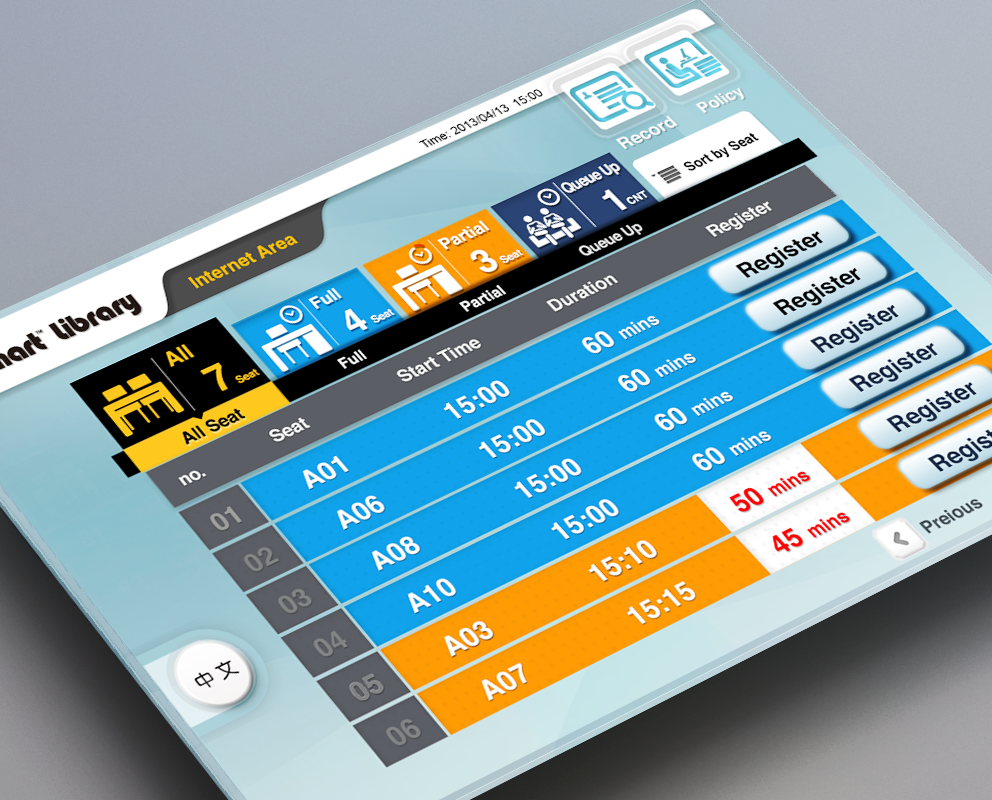 Time: 2013/04/13 15:00
Record
Policy
mart™ Library
Internet Area
All
7 Seat
Full
4 Seat
Partial
3 Seat
Queue Up
1 CNT
Sort by Seat
All Seat
Full
Partial
Queue Up
no.
Seat
Start Time
Duration
Register
01 A01 15:00 60 mins Register
02 A06 15:00 60 mins Register
03 A08 15:00 60 mins Register
04 A10 15:00 60 mins Register
05 A03 15:10 50 mins Register
06 A07 15:15 45 mins Regist
Preious
中文